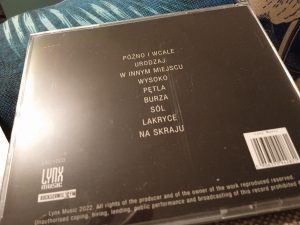 PÓŹNO I WCALE
URODZAJ
W INNYM MIEJSCU
WYSOKO
PĘTLA
BURZA
SÓL
LAKRYCE
NA SKRAJU
LYNX
MUSIC
ROCKSERWIS
Lynx Music 2022. All rights of the producer and of the owner of the work reproduced reserved.
Unauthorised coping, hiring, lending, public performance and broadcasting of this record prohibited.